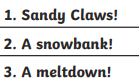 1. Sandy Claws!
2. A snowbank!
3. A meltdown!